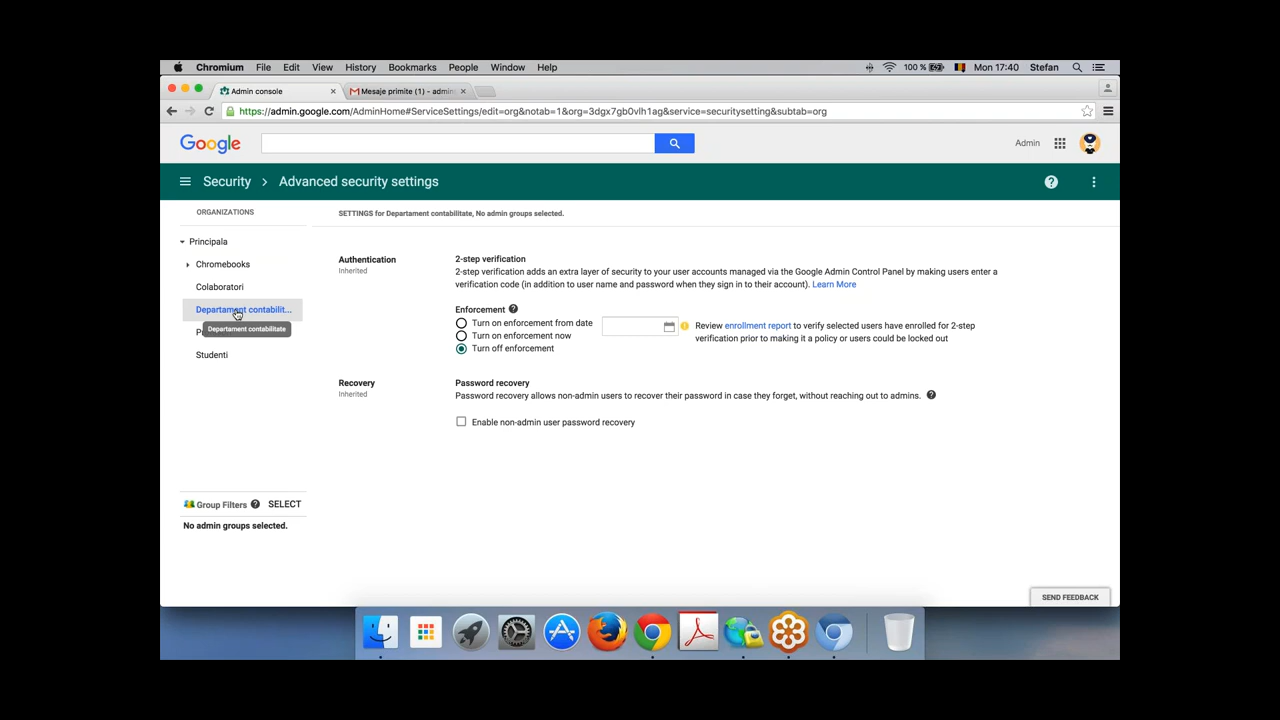 Chromium File Edit View History Bookmarks People Window Help 100 % Mon 17:40 Stefan
Admin console
Mesaje primite (1) - admin
https://admin.google.com/AdminHome#ServiceSettings/edit=org&notab=1&org=3dgx7gb0vlh1ag&service=securitysetting&subtab=org
Google
Admin
Security > Advanced security settings
ORGANIZATIONS
SETTINGS for Departament contabilitate, No admin groups selected.
Principala
Chromebooks
Colaboratori
Departament contabilit...
Departament contabilitate
Studenti
Authentication
Inherited
2-step verification
2-step verification adds an extra layer of security to your user accounts managed via the Google Admin Control Panel by making users enter a
verification code (in addition to user name and password when they sign in to their account). Learn More
Enforcement
Turn on enforcement from date
Turn on enforcement now
Turn off enforcement
Review enrollment report to verify selected users have enrolled for 2-step
verification prior to making it a policy or users could be locked out
Recovery
Inherited
Password recovery
Password recovery allows non-admin users to recover their password in case they forget, without reaching out to admins.
Enable non-admin user password recovery
Group Filters SELECT
No admin groups selected.
SEND FEEDBACK